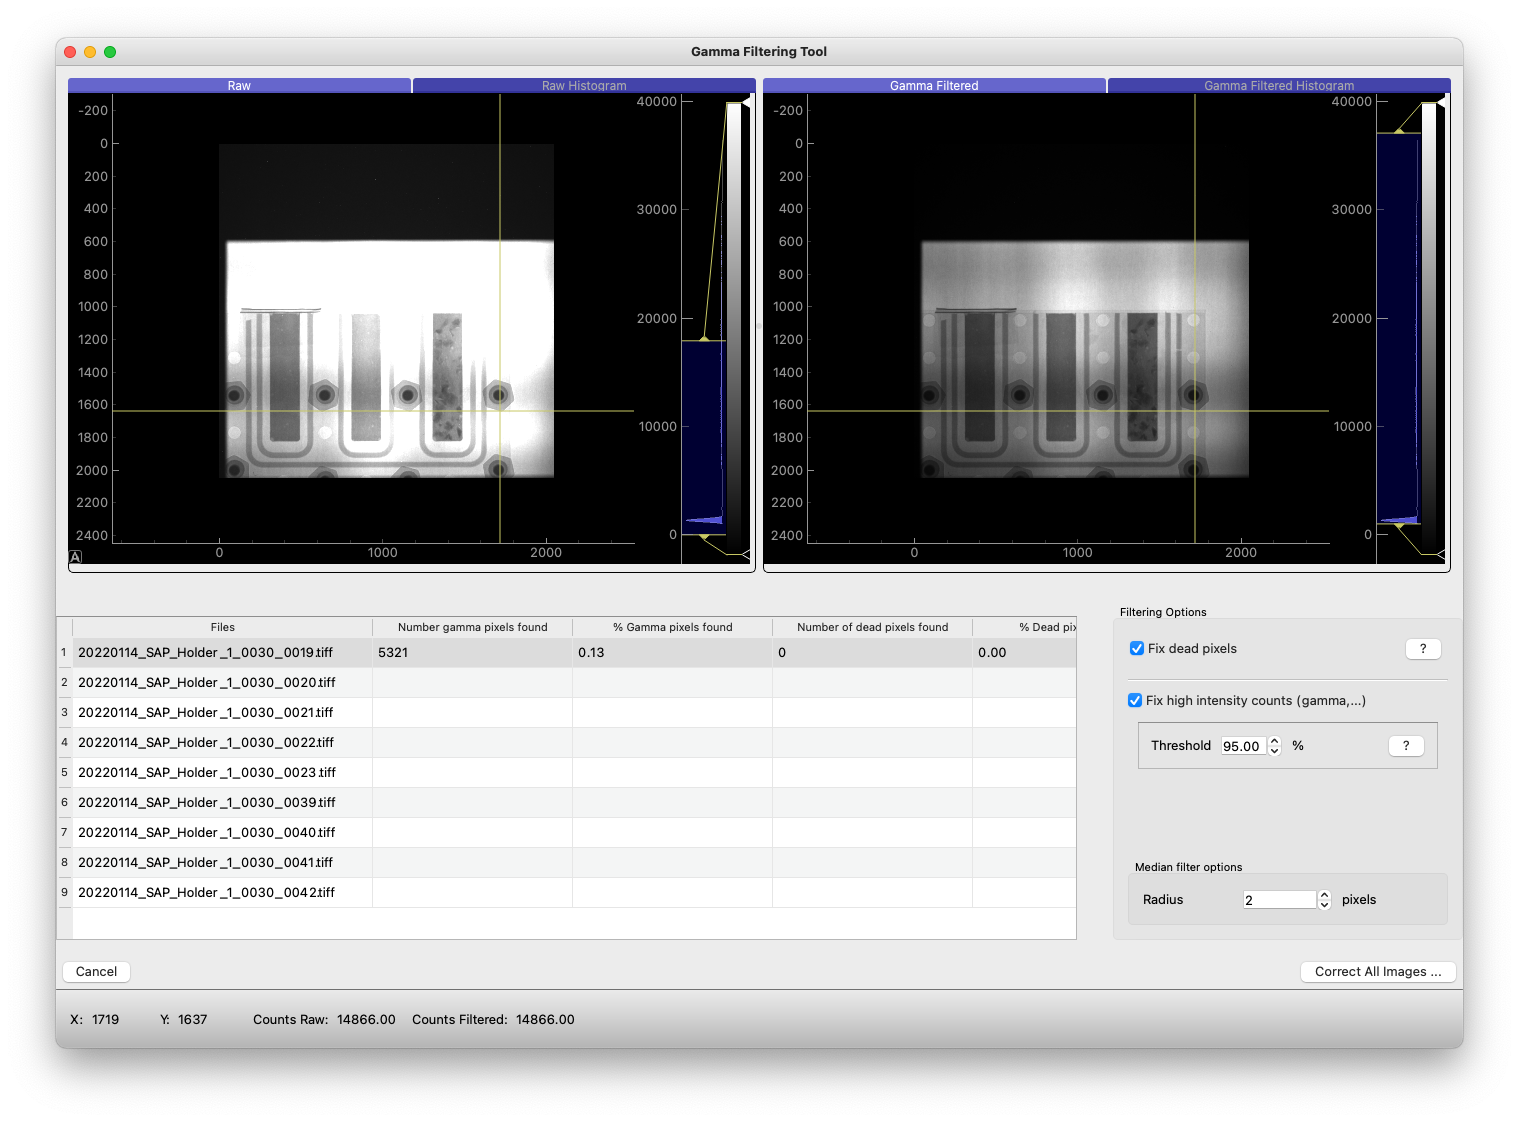 Gamma Filtering Tool
Raw Raw Histogram Gamma Filtered Gamma Filtered Histogram
-200
0
200
400
600
800
1000
1200
1400
1600
1800
2000
2200
2400
0 1000 2000
40000
30000
20000
10000
0
A
-200
0
200
400
600
800
1000
1200
1400
1600
1800
2000
2200
2400
0 1000 2000
40000
30000
20000
10000
0
Files Number gamma pixels found % Gamma pixels found Number of dead pixels found % Dead pix
1 20220114_SAP_Holder_1_0030_0019.tiff 5321 0.13 0 0.00
2 20220114_SAP_Holder_1_0030_0020.tiff
3 20220114_SAP_Holder_1_0030_0021.tiff
4 20220114_SAP_Holder_1_0030_0022.tiff
5 20220114_SAP_Holder_1_0030_0023.tiff
6 20220114_SAP_Holder_1_0030_0039.tiff
7 20220114_SAP_Holder_1_0030_0040.tiff
8 20220114_SAP_Holder_1_0030_0041.tiff
9 20220114_SAP_Holder_1_0030_0042.tiff
Filtering Options
Fix dead pixels ?
Fix high intensity counts (gamma,...)
Threshold 95.00 % ?
Median filter options
Radius 2 pixels
Cancel Correct All Images ...
X: 1719 Y: 1637 Counts Raw: 14866.00 Counts Filtered: 14866.00